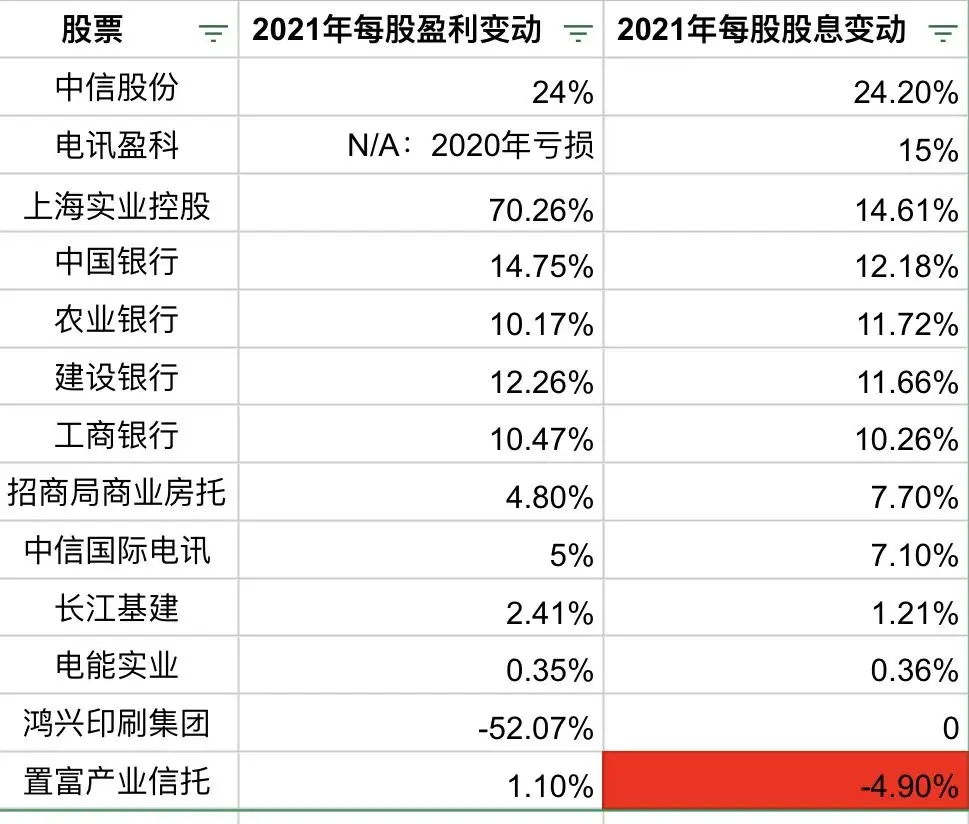 股票 2021年每股盈利变动 2021年每股股息变动
中信股份 24% 24.20%
电讯盈科 N/A：2020年亏损 15%
上海实业控股 70.26% 14.61%
中国银行 14.75% 12.18%
农业银行 10.17% 11.72%
建设银行 12.26% 11.66%
工商银行 10.47% 10.26%
招商局商业房托 4.80% 7.70%
中信国际电讯 5% 7.10%
长江基建 2.41% 1.21%
电能实业 0.35% 0.36%
鸿兴印刷集团 -52.07% 0
置富产业信托 1.10% -4.90%